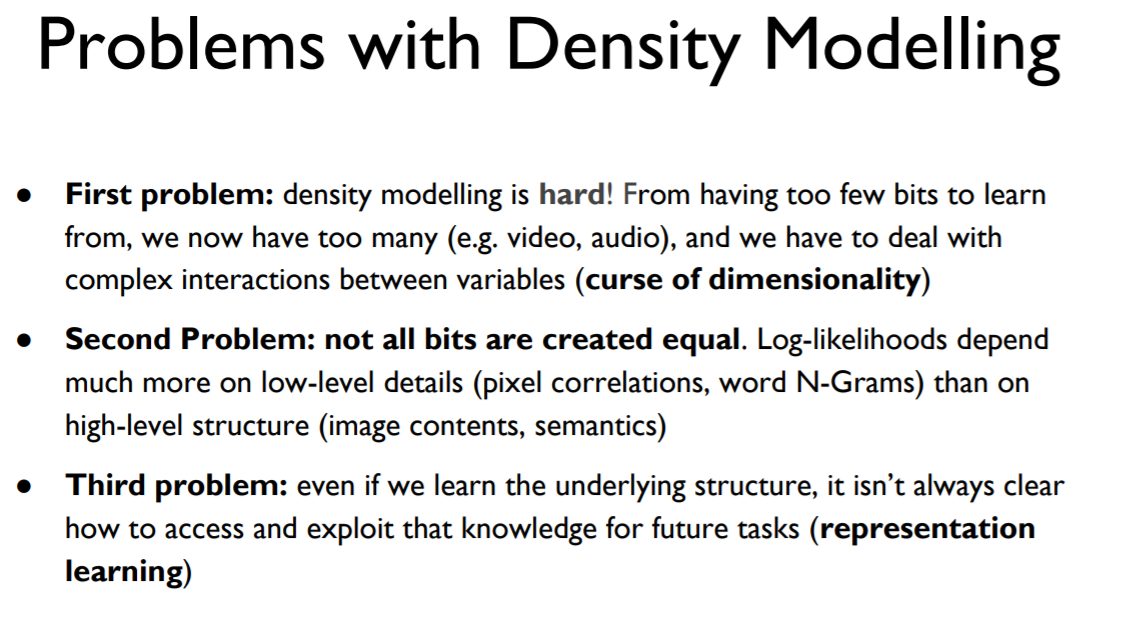 Problems with Density Modelling
● First problem: density modelling is hard! From having too few bits to learn
from, we now have too many (e.g. video, audio), and we have to deal with
complex interactions between variables (curse of dimensionality)
● Second Problem: not all bits are created equal. Log-likelihoods depend
much more on low-level details (pixel correlations, word N-Grams) than on
high-level structure (image contents, semantics)
● Third problem: even if we learn the underlying structure, it isn’t always clear
how to access and exploit that knowledge for future tasks (representation
learning)